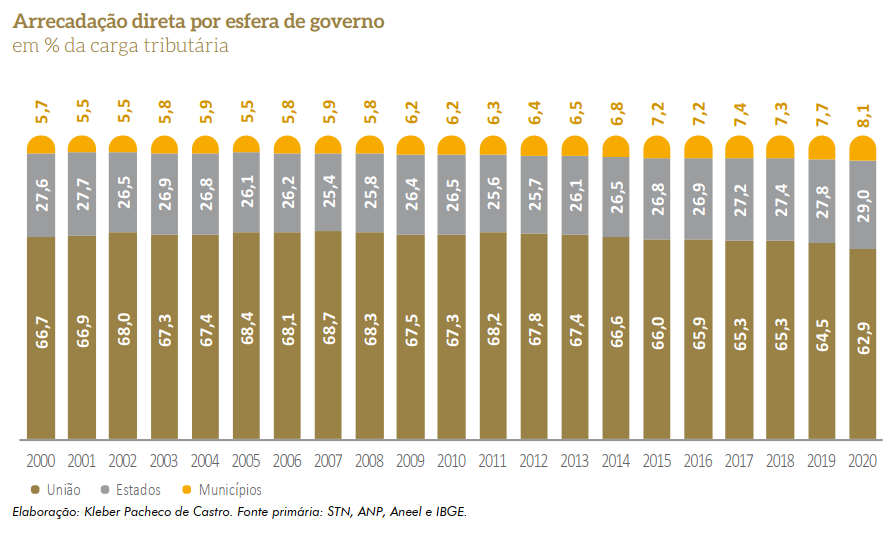 Arrecadação direta por esfera de governo
em % da carga tributária
5,7 5,5 5,5 5,8 5,9 5,5 5,8 5,9 5,8 6,2 6,2 6,3 6,4 6,5 6,8 7,2 7,2 7,4 7,3 7,7 8,1
27,6 27,7 26,5 26,9 26,8 26,1 26,2 25,4 25,8 26,4 26,5 25,6 25,7 26,1 26,5 26,8 26,9 27,2 27,4 27,8 29,0
66,7 66,9 68,0 67,3 67,4 68,4 68,1 68,7 68,3 67,5 67,3 68,2 67,8 67,4 66,6 66,0 65,9 65,3 65,3 64,5 62,9
2000 2001 2002 2003 2004 2005 2006 2007 2008 2009 2010 2011 2012 2013 2014 2015 2016 2017 2018 2019 2020
União Estados Municípios
Elaboração: Kleber Pacheco de Castro. Fonte primária: STN, ANP, Aneel e IBGE.